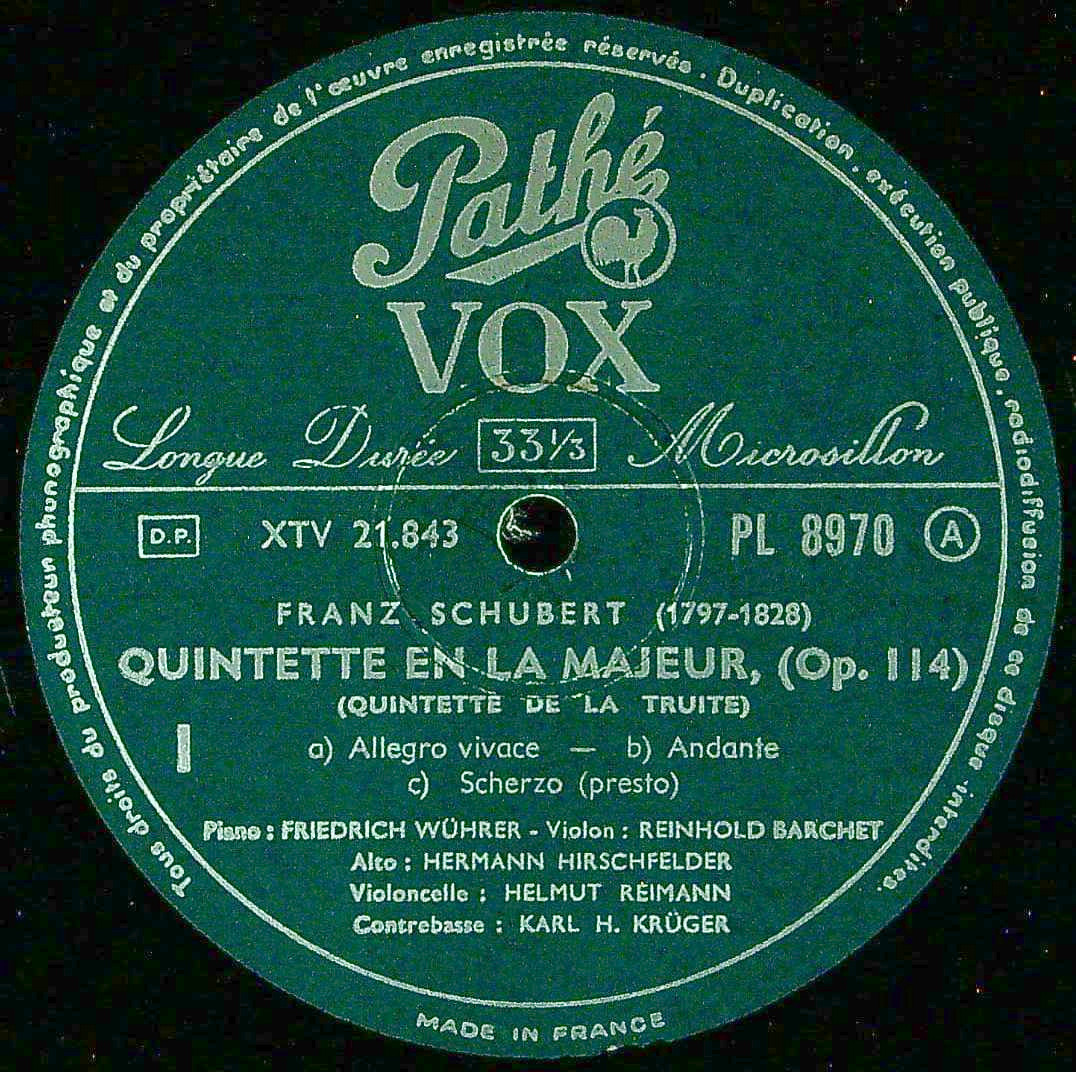 Tous droits du producteur phonographique et du propriétaire de l'œuvre enregistrée réservés. Duplication, exécution publique, radiodiffusion de ce disque interdites.
Pathé
VOX
Longue Durée 33 1/3 Microsillon
D.P. XTV 21.843 PL 8970 A
FRANZ SCHUBERT (1797-1828)
QUINTETTE EN LA MAJEUR, (Op. 114)
(QUINTETTE DE LA TRUITE)
I
a) Allegro vivace — b) Andante
c) Scherzo (presto)
Piano : FRIEDRICH WÜHRER - Violon : REINHOLD BARCHET
Alto : HERMANN HIRSCHFELDER
Violoncelle : HELMUT REIMANN
Contrebasse : KARL H. KRÜGER
MADE IN FRANCE